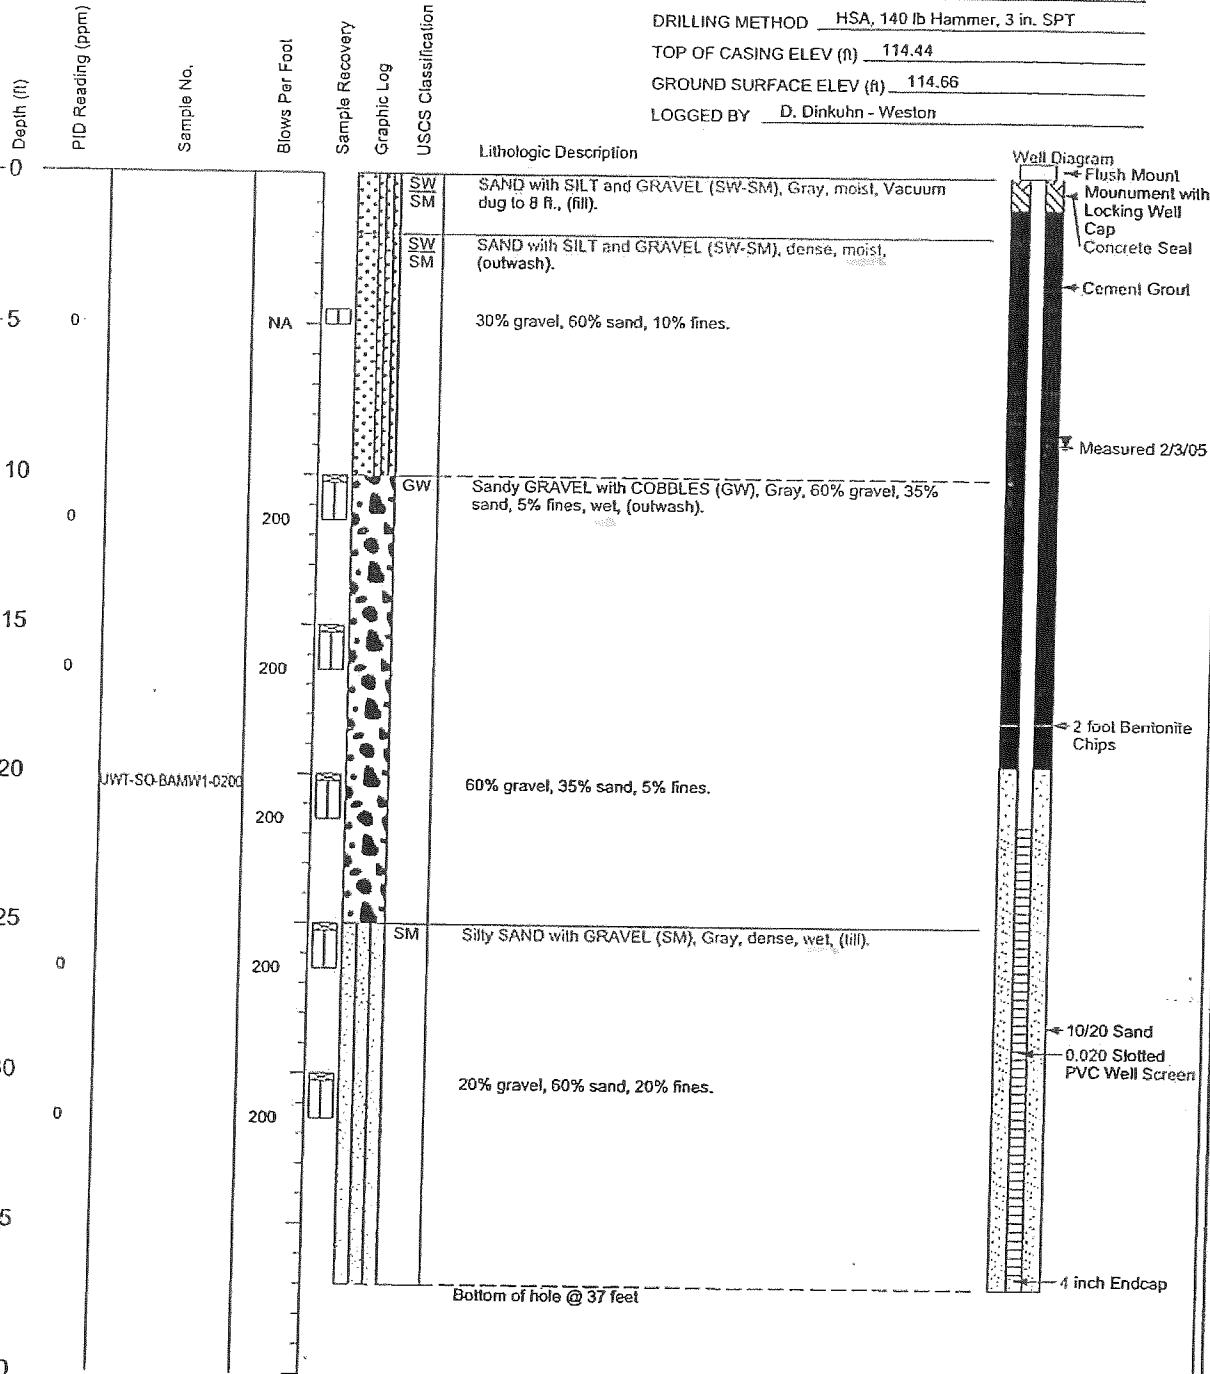 DRILLING METHOD HSA, 140 lb Hammer, 3 in. SPT
TOP OF CASING ELEV (ft) 114.44
GROUND SURFACE ELEV (ft) 114.66
LOGGED BY D. Dinkuhn - Weston
Depth (ft)
PID Reading (ppm)
Sample No.
Blows Per Foot
Sample Recovery
Graphic Log
USCS Classification
Lithologic Description
Well Diagram
0
SW
SM
SAND with SILT and GRAVEL (SW-SM), Gray, moist, Vacuum
dug to 8 ft., (fill).
Flush Mount
Mounument with
Locking Well
Cap
Concrete Seal
SW
SM
SAND with SILT and GRAVEL (SW-SM), dense, moist,
(outwash).
Cement Grout
5
0
NA
30% gravel, 60% sand, 10% fines.
Measured 2/3/05
10
GW
Sandy GRAVEL with COBBLES (GW), Gray, 60% gravel, 35%
sand, 5% fines, wet, (outwash).
0
200
15
0
200
2 foot Bentonite
Chips
20
UWT-SO-BAMW1-0200
60% gravel, 35% sand, 5% fines.
200
25
SM
Silty SAND with GRAVEL (SM), Gray, dense, wet, (till).
0
200
10/20 Sand
0.020 Slotted
PVC Well Screen
0
20% gravel, 60% sand, 20% fines.
0
200
5
4 inch Endcap
Bottom of hole @ 37 feet
0